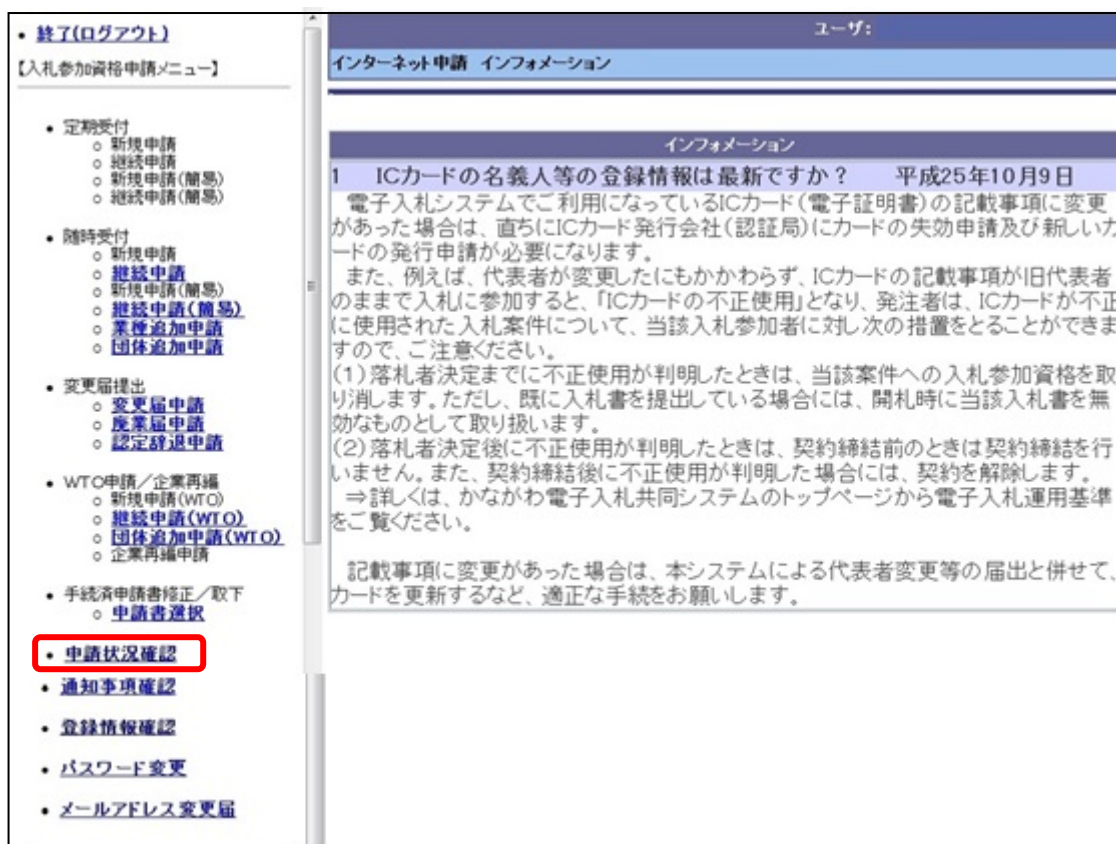 終了(ログアウト)
【入札参加資格申請メニュー】
定期受付
新規申請
継続申請
新規申請(簡易)
継続申請(簡易)
随時受付
新規申請
継続申請
新規申請(簡易)
継続申請(簡易)
業種追加申請
団体追加申請
変更届提出
変更届申請
廃業届申請
認定辞退申請
WTO申請／企業再編
新規申請(WTO)
継続申請(WTO)
団体追加申請(WTO)
企業再編申請
手続済申請書修正／取下
申請書選択
申請状況確認
通知事項確認
登録情報確認
パスワード変更
メールアドレス変更届
ユーザ:
インターネット申請 インフォメーション
インフォメーション
1 ICカードの名義人等の登録情報は最新ですか？ 平成25年10月9日
電子入札システムでご利用になっているICカード(電子証明書)の記載事項に変更
があった場合は、直ちにICカード発行会社(認証局)にカードの失効申請及び新しいカ
ードの発行申請が必要になります。
また、例えば、代表者が変更したにもかかわらず、ICカードの記載事項が旧代表者
のままで入札に参加すると、「ICカードの不正使用」となり、発注者は、ICカードが不正
に使用された入札案件について、当該入札参加者に対し次の措置をとることができま
すので、ご注意ください。
(1)落札者決定までに不正使用が判明したときは、当該案件への入札参加資格を取
り消します。ただし、既に入札書を提出している場合には、開札時に当該入札書を無
効なものとして取り扱います。
(2)落札者決定後に不正使用が判明したときは、契約締結前のときは契約締結を行
いません。また、契約締結後に不正使用が判明した場合には、契約を解除します。
⇒詳しくは、かながわ電子入札共同システムのトップページから電子入札運用基準
をご覧ください。
記載事項に変更があった場合は、本システムによる代表者変更等の届出と併せて、
カードを更新するなど、適正な手続をお願いします。